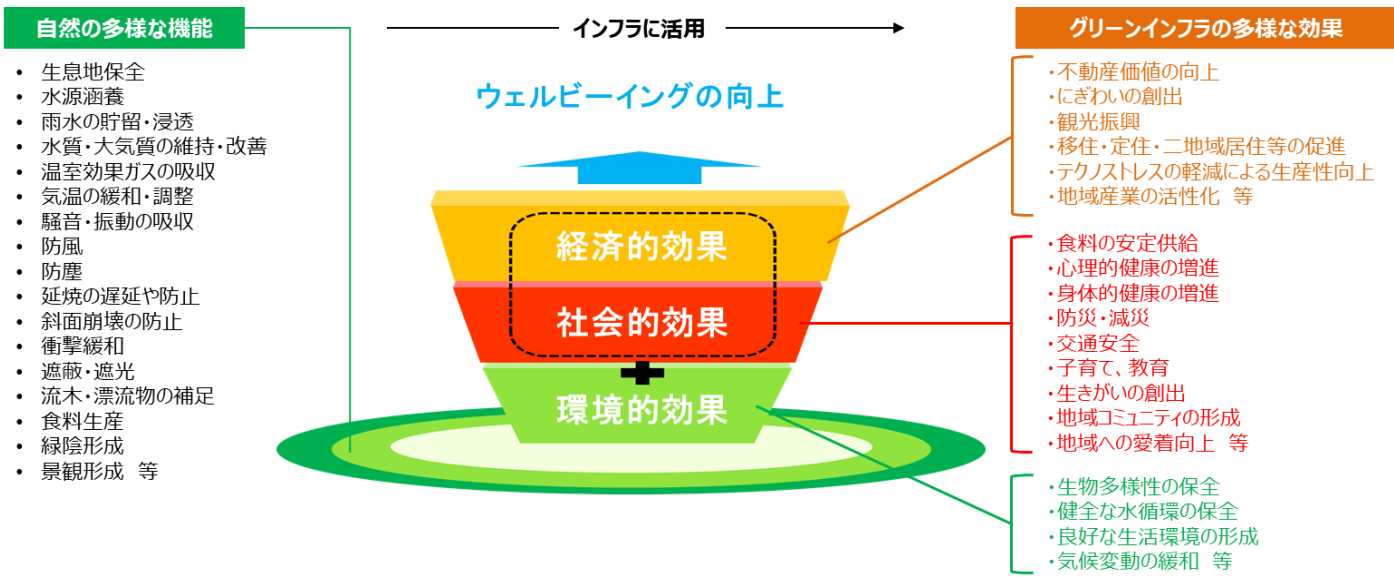 自然の多様な機能
インフラに活用
グリーンインフラの多様な効果
• 生息地保全
• 水源涵養
• 雨水の貯留・浸透
• 水質・大気質の維持・改善
• 温室効果ガスの吸収
• 気温の緩和・調整
• 騒音・振動の吸収
• 防風
• 防塵
• 延焼の遅延や防止
• 斜面崩壊の防止
• 衝撃緩和
• 遮蔽・遮光
• 流木・漂流物の補足
• 食料生産
• 緑陰形成
• 景観形成 等
ウェルビーイングの向上
経済的効果
社会的効果
+
環境的効果
・不動産価値の向上
・にぎわいの創出
・観光振興
・移住・定住・二地域居住等の促進
・テクノストレスの軽減による生産性向上
・地域産業の活性化 等
・食料の安定供給
・心理的健康の増進
・身体的健康の増進
・防災・減災
・交通安全
・子育て、教育
・生きがいの創出
・地域コミュニティの形成
・地域への愛着向上 等
・生物多様性の保全
・健全な水循環の保全
・良好な生活環境の形成
・気候変動の緩和 等